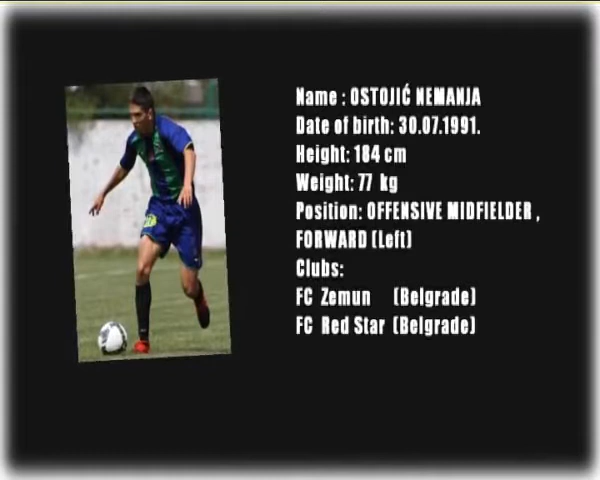 Name : OSTOJIĆ NEMANJA
Date of birth: 30.07.1991.
Height: 184 cm
Weight: 77 kg
Position: OFFENSIVE MIDFIELDER ,
FORWARD (Left)
Clubs:
FC Zemun (Belgrade)
FC Red Star (Belgrade)